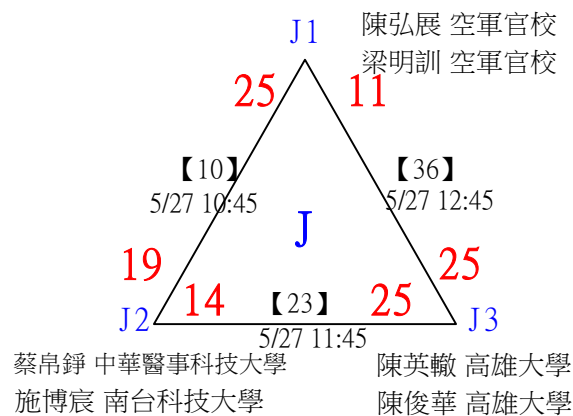 J1
陳弘展 空軍官校
梁明訓 空軍官校
25
11
【10】
5/27 10:45
【36】
5/27 12:45
J
19
25
14
【23】
25
J2
5/27 11:45
J3
蔡帛錚 中華醫事科技大學
施博宸 南台科技大學
陳英轍 高雄大學
陳俊華 高雄大學